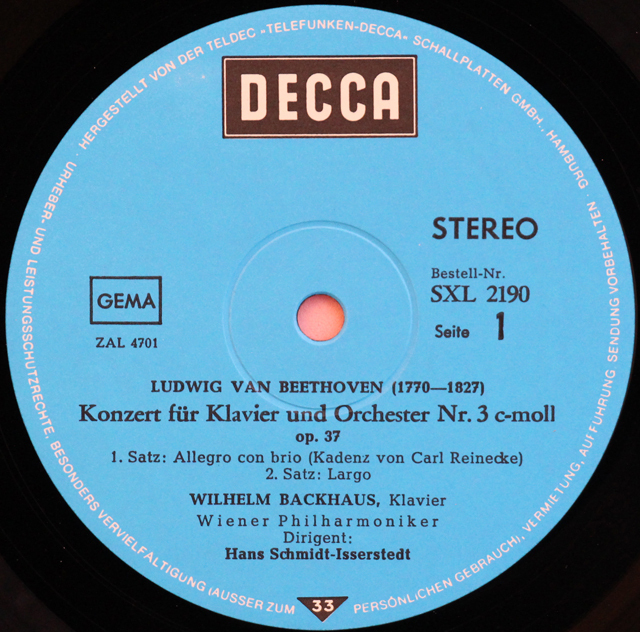 HERGESTELLT VON DER TELDEC »TELEFUNKEN-DECCA« SCHALLPLATTEN GMBH., HAMBURG
DECCA
STEREO
Bestell-Nr.
SXL 2190
Seite 1
GEMA
ZAL 4701
LUDWIG VAN BEETHOVEN (1770—1827)
Konzert für Klavier und Orchester Nr. 3 c-moll
op. 37
1. Satz: Allegro con brio (Kadenz von Carl Reinecke)
2. Satz: Largo
WILHELM BACKHAUS, Klavier
Wiener Philharmoniker
Dirigent:
Hans Schmidt-Isserstedt
33
URHEBER- UND LEISTUNGSSCHUTZRECHTE, BESONDERS VERVIELFÄLTIGUNG (AUSSER ZUM PERSÖNLICHEN GEBRAUCH), VERMIETUNG, AUFFÜHRUNG, SENDUNG VORBEHALTEN